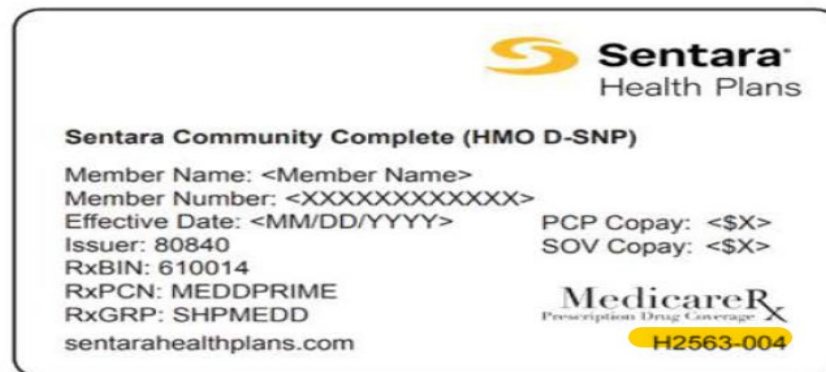 Sentara
Health Plans
Sentara Community Complete (HMO D-SNP)
Member Name: <Member Name>
Member Number: <XXXXXXXXXXXX>
Effective Date: <MM/DD/YYYY> PCP Copay: <$X>
Issuer: 80840 SOV Copay: <$X>
RxBIN: 610014
RxPCN: MEDDPRIME MedicareRx
RxGRP: SHPMEDD Prescription Drug Coverage
sentarahealthplans.com H2563-004